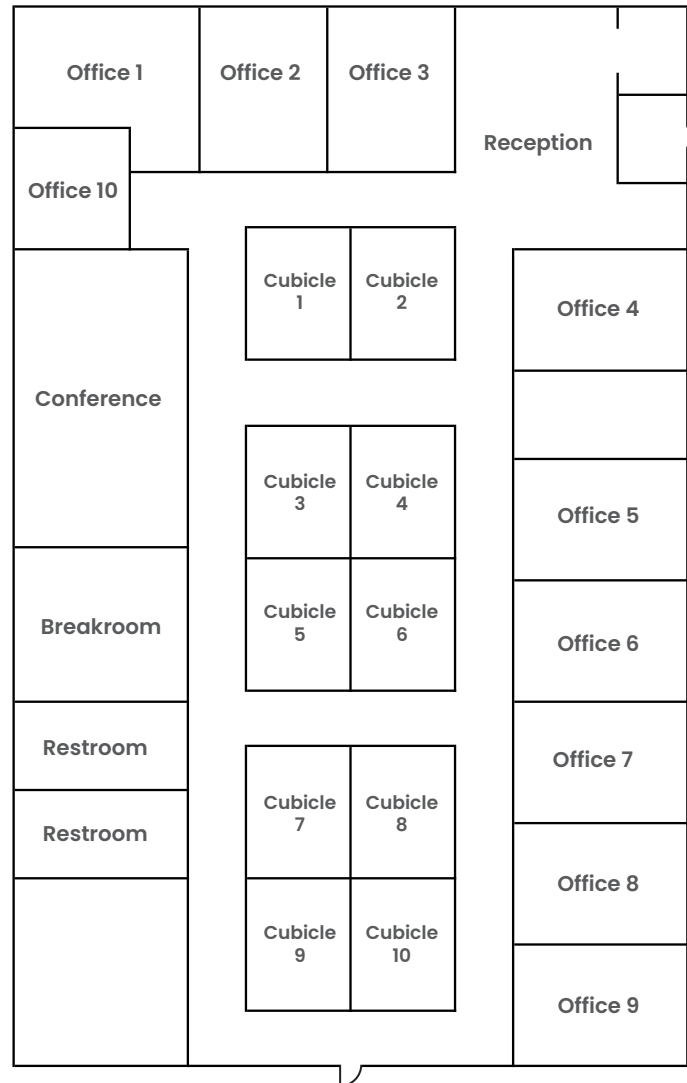 Office 1
Office 2
Office 3
Reception
Office 10
Cubicle
1
Cubicle
2
Office 4
Conference
Cubicle
3
Cubicle
4
Office 5
Breakroom
Cubicle
5
Cubicle
6
Office 6
Restroom
Office 7
Restroom
Cubicle
7
Cubicle
8
Office 8
Cubicle
9
Cubicle
10
Office 9